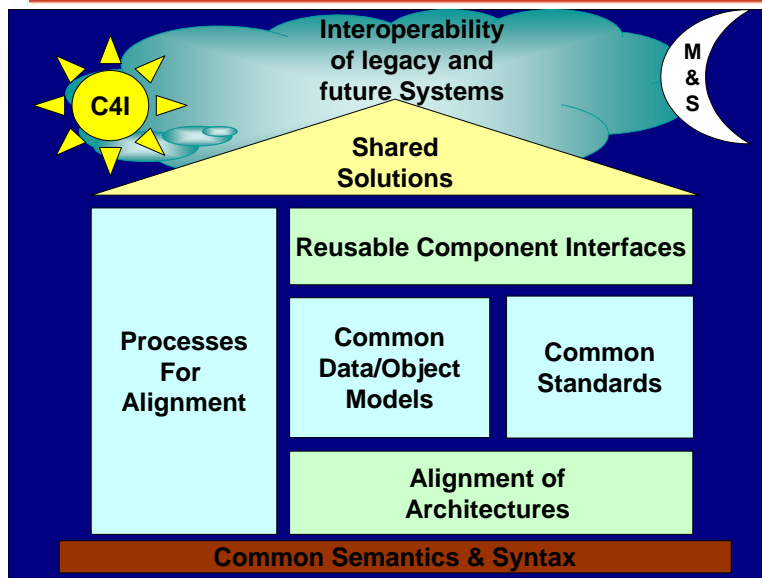 Interoperability
of legacy and
future Systems
C4I
M
&
S
Shared
Solutions
Reusable Component Interfaces
Processes
For
Alignment
Common
Data/Object
Models
Common
Standards
Alignment of
Architectures
Common Semantics & Syntax